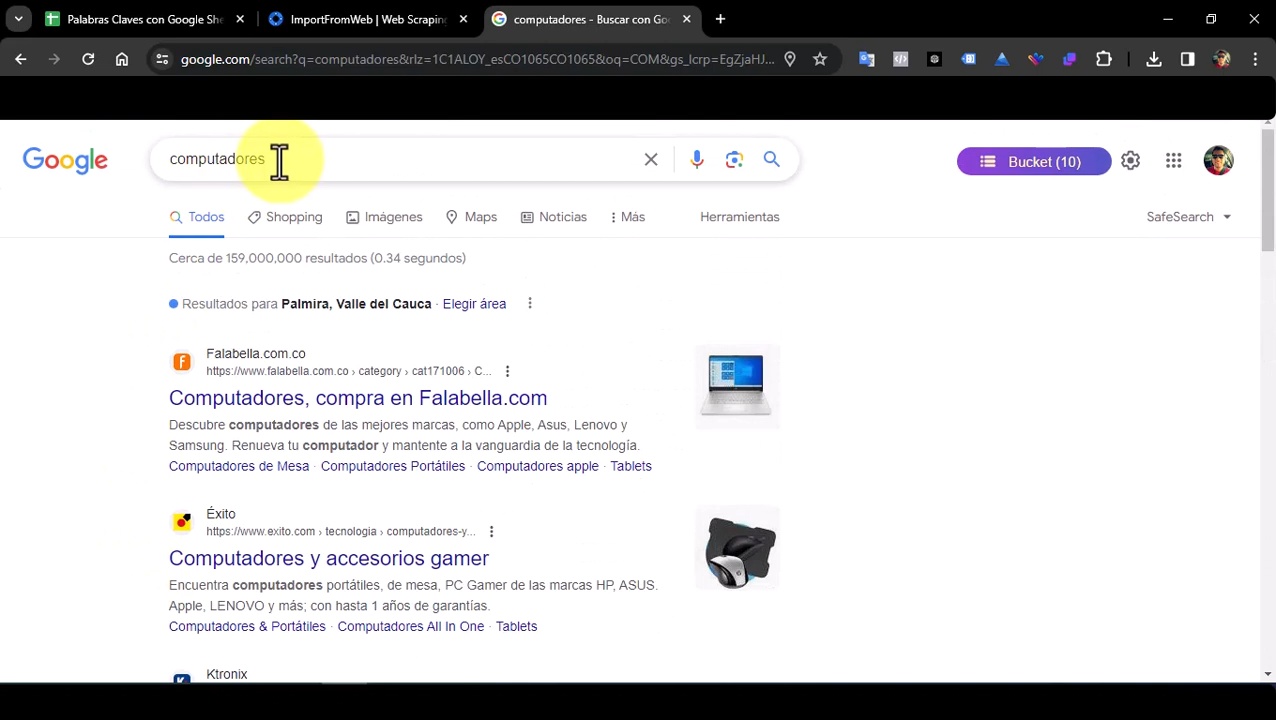 Palabras Claves con Google She
ImportFromWeb | Web Scraping
computadores - Buscar con Go
google.com/search?q=computadores&rlz=1C1ALOY_esCO1065CO1065&oq=COM&gs_lcrp=EgZjaHJ...
Google
computadores
Bucket (10)
Todos
Shopping
Imágenes
Maps
Noticias
Más
Herramientas
SafeSearch
Cerca de 159,000,000 resultados (0.34 segundos)
Resultados para Palmira, Valle del Cauca · Elegir área
Falabella.com.co
https://www.falabella.com.co › category › cat171006 › C...
Computadores, compra en Falabella.com
Descubre computadores de las mejores marcas, como Apple, Asus, Lenovo y
Samsung. Renueva tu computador y mantente a la vanguardia de la tecnología.
Computadores de Mesa · Computadores Portátiles · Computadores apple · Tablets
Éxito
https://www.exito.com › tecnologia › computadores-y...
Computadores y accesorios gamer
Encuentra computadores portátiles, de mesa, PC Gamer de las marcas HP, ASUS.
Apple, LENOVO y más; con hasta 1 años de garantías.
Computadores & Portátiles · Computadores All In One · Tablets
Ktronix